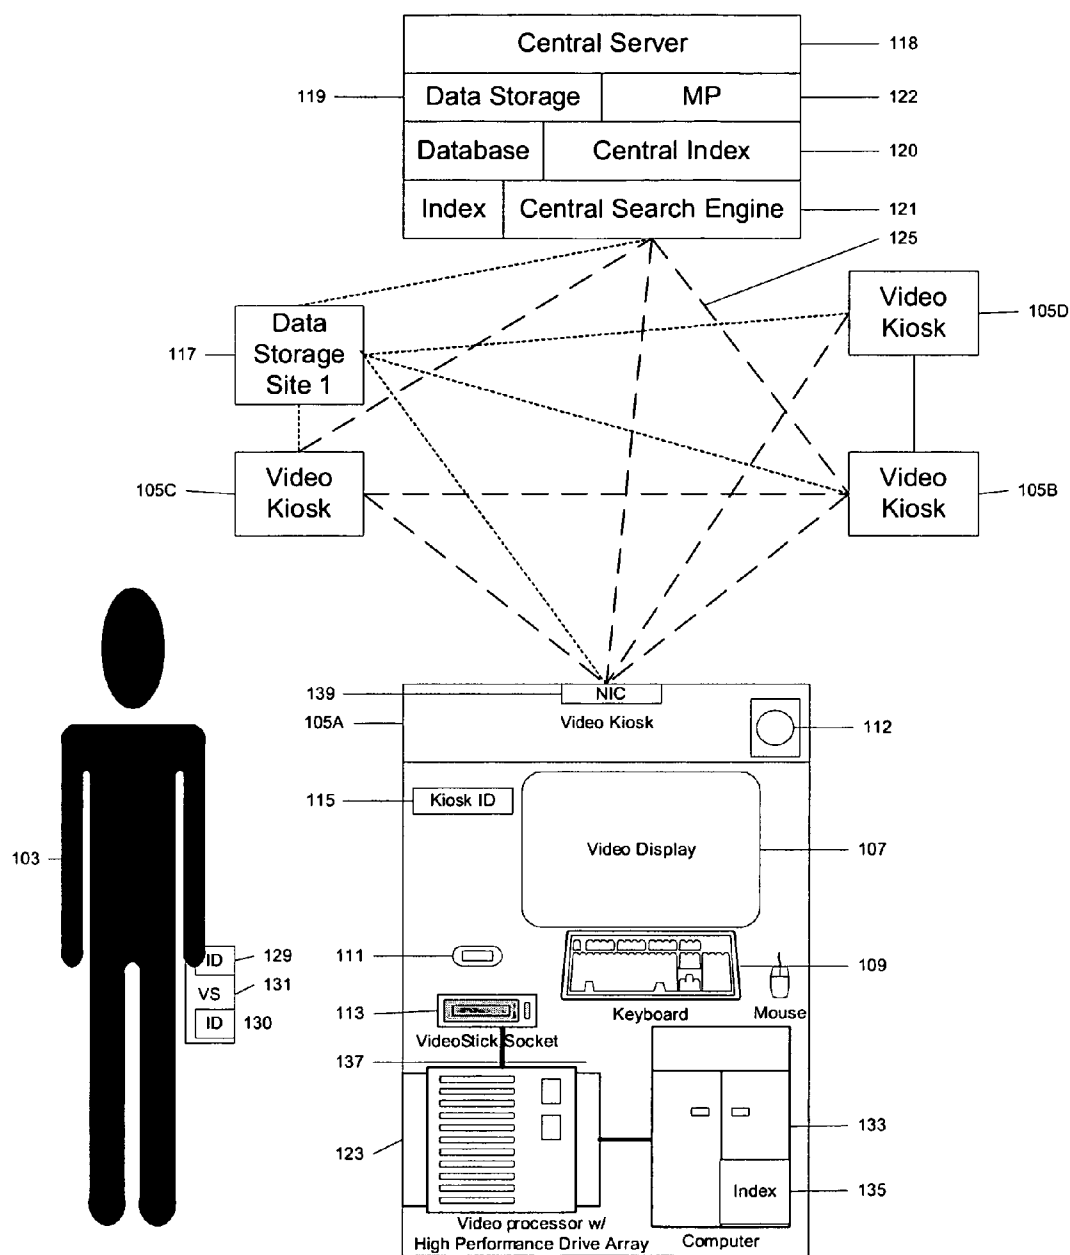 Central Server
118
119
Data Storage
MP
122
Database
Central Index
120
Index
Central Search Engine
121
125
Video
Kiosk
105D
Data
Storage
Site 1
117
Video
Kiosk
105C
Video
Kiosk
105B
139
NIC
105A
Video Kiosk
112
115
Kiosk ID
Video Display
107
103
ID
129
VS
131
ID
130
111
109
113
Keyboard
Mouse
VideoStick Socket
137
123
133
Index
135
Video processor w/
High Performance Drive Array
Computer